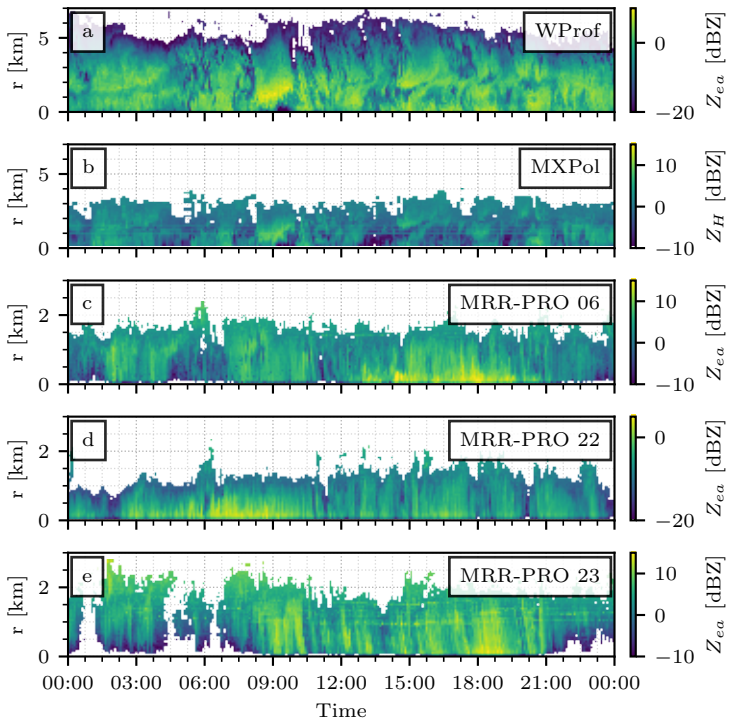 a
WProf
r [km]
5
0
0
−20
Z_ea [dBZ]
b
MXPol
r [km]
5
0
10
0
−10
Z_H [dBZ]
c
MRR-PRO 06
r [km]
2
0
10
0
−10
Z_ea [dBZ]
d
MRR-PRO 22
r [km]
2
0
0
−20
Z_ea [dBZ]
e
MRR-PRO 23
r [km]
2
0
10
0
−10
Z_ea [dBZ]
00:00 03:00 06:00 09:00 12:00 15:00 18:00 21:00 00:00
Time